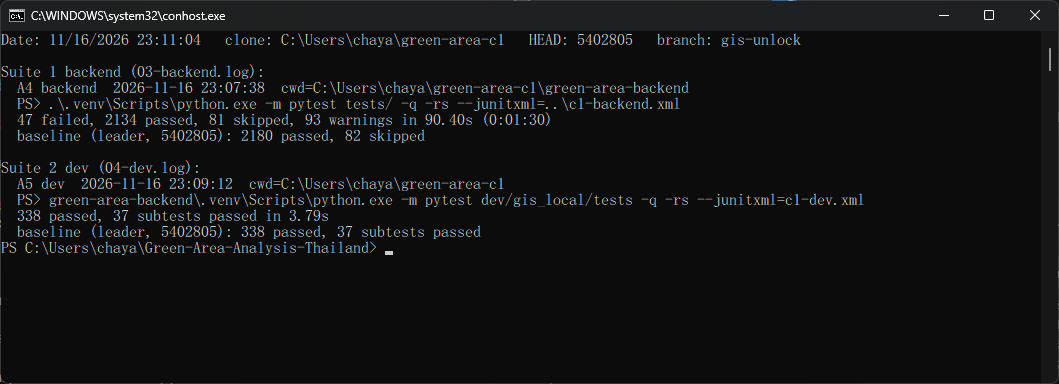 C:\WINDOWS\system32\conhost.exe
Date: 11/16/2026 23:11:04   clone: C:\Users\chaya\green-area-cl   HEAD: 5402805   branch: gis-unlock

Suite 1 backend (03-backend.log):
  A4 backend  2026-11-16 23:07:38  cwd=C:\Users\chaya\green-area-cl\green-area-backend
  PS> .\.venv\Scripts\python.exe -m pytest tests/ -q -rs --junitxml=..\cl-backend.xml
  47 failed, 2134 passed, 81 skipped, 93 warnings in 90.40s (0:01:30)
  baseline (leader, 5402805): 2180 passed, 82 skipped

Suite 2 dev (04-dev.log):
  A5 dev  2026-11-16 23:09:12  cwd=C:\Users\chaya\green-area-cl
  PS> green-area-backend\.venv\Scripts\python.exe -m pytest dev/gis_local/tests -q -rs --junitxml=cl-dev.xml
  338 passed, 37 subtests passed in 3.79s
  baseline (leader, 5402805): 338 passed, 37 subtests passed
PS C:\Users\chaya\Green-Area-Analysis-Thailand>